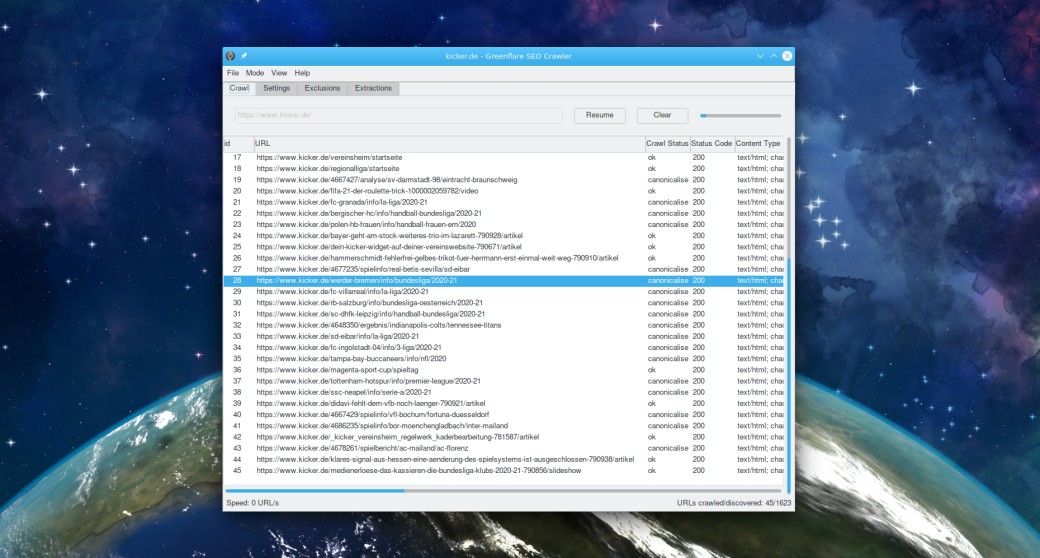 kicker.de - Greenflare SEO Crawler
File Mode View Help
Crawl Settings Exclusions Extractions
https://www.kicker.de/ Resume Clear
id URL Crawl Status Status Code Content Type
17 https://www.kicker.de/vereinsheim/startseite ok 200 text/html; cha
18 https://www.kicker.de/regionalliga/startseite ok 200 text/html; cha
19 https://www.kicker.de/4667427/analyse/sv-darmstadt-98/eintracht-braunschweig canonicalise 200 text/html; cha
20 https://www.kicker.de/fifa-21-der-roulette-trick-1000002059782/video ok 200 text/html; cha
21 https://www.kicker.de/fc-granada/info/la-liga/2020-21 canonicalise 200 text/html; cha
22 https://www.kicker.de/bergischer-hc/info/handball-bundesliga/2020-21 canonicalise 200 text/html; cha
23 https://www.kicker.de/polen-hb-frauen/info/handball-frauen-em/2020 canonicalise 200 text/html; cha
24 https://www.kicker.de/bayer-geht-am-stock-weiteres-trio-im-lazarett-790928/artikel ok 200 text/html; cha
25 https://www.kicker.de/dein-kicker-widget-auf-deiner-vereinswebsite-790671/artikel ok 200 text/html; cha
26 https://www.kicker.de/hammerschmidt-fehlerfrei-gelbes-trikot-fuer-herrmann-erst-einmal-weit-weg-790910/artikel ok 200 text/html; cha
27 https://www.kicker.de/4677235/spielinfo/real-betis-sevilla/sd-eibar canonicalise 200 text/html; cha
28 https://www.kicker.de/werder-bremen/info/bundesliga/2020-21 canonicalise 200 text/html; cha
29 https://www.kicker.de/fc-villarreal/info/la-liga/2020-21 canonicalise 200 text/html; cha
30 https://www.kicker.de/rb-salzburg/info/bundesliga-oesterreich/2020-21 canonicalise 200 text/html; cha
31 https://www.kicker.de/sc-dhfk-leipzig/info/handball-bundesliga/2020-21 canonicalise 200 text/html; cha
32 https://www.kicker.de/4648350/ergebnis/indianapolis-colts/tennessee-titans canonicalise 200 text/html; cha
33 https://www.kicker.de/sd-eibar/info/la-liga/2020-21 canonicalise 200 text/html; cha
34 https://www.kicker.de/fc-ingolstadt-04/info/3-liga/2020-21 canonicalise 200 text/html; cha
35 https://www.kicker.de/tampa-bay-buccaneers/info/nfl/2020 canonicalise 200 text/html; cha
36 https://www.kicker.de/magenta-sport-cup/spieltag ok 200 text/html; cha
37 https://www.kicker.de/tottenham-hotspur/info/premier-league/2020-21 canonicalise 200 text/html; cha
38 https://www.kicker.de/ssc-neapel/info/serie-a/2020-21 canonicalise 200 text/html; cha
39 https://www.kicker.de/didavi-fehlt-dem-vfb-noch-laenger-790921/artikel ok 200 text/html; cha
40 https://www.kicker.de/4667429/spielinfo/vfl-bochum/fortuna-duesseldorf canonicalise 200 text/html; cha
41 https://www.kicker.de/4686235/spielinfo/bor-moenchengladbach/inter-mailand canonicalise 200 text/html; cha
42 https://www.kicker.de/_kicker_vereinsheim_regelwerk_kaderbearbeitung-781587/artikel ok 200 text/html; cha
43 https://www.kicker.de/4678261/spielbericht/ac-mailand/ac-florenz canonicalise 200 text/html; cha
44 https://www.kicker.de/klares-signal-aus-hessen-eine-aenderung-des-spielsystems-ist-ausgeschlossen-790938/artikel ok 200 text/html; cha
45 https://www.kicker.de/medienerloese-das-kassieren-die-bundesliga-klubs-2020-21-790856/slideshow ok 200 text/html; cha
Speed: 0 URL/s URLs crawled/discovered: 45/1623